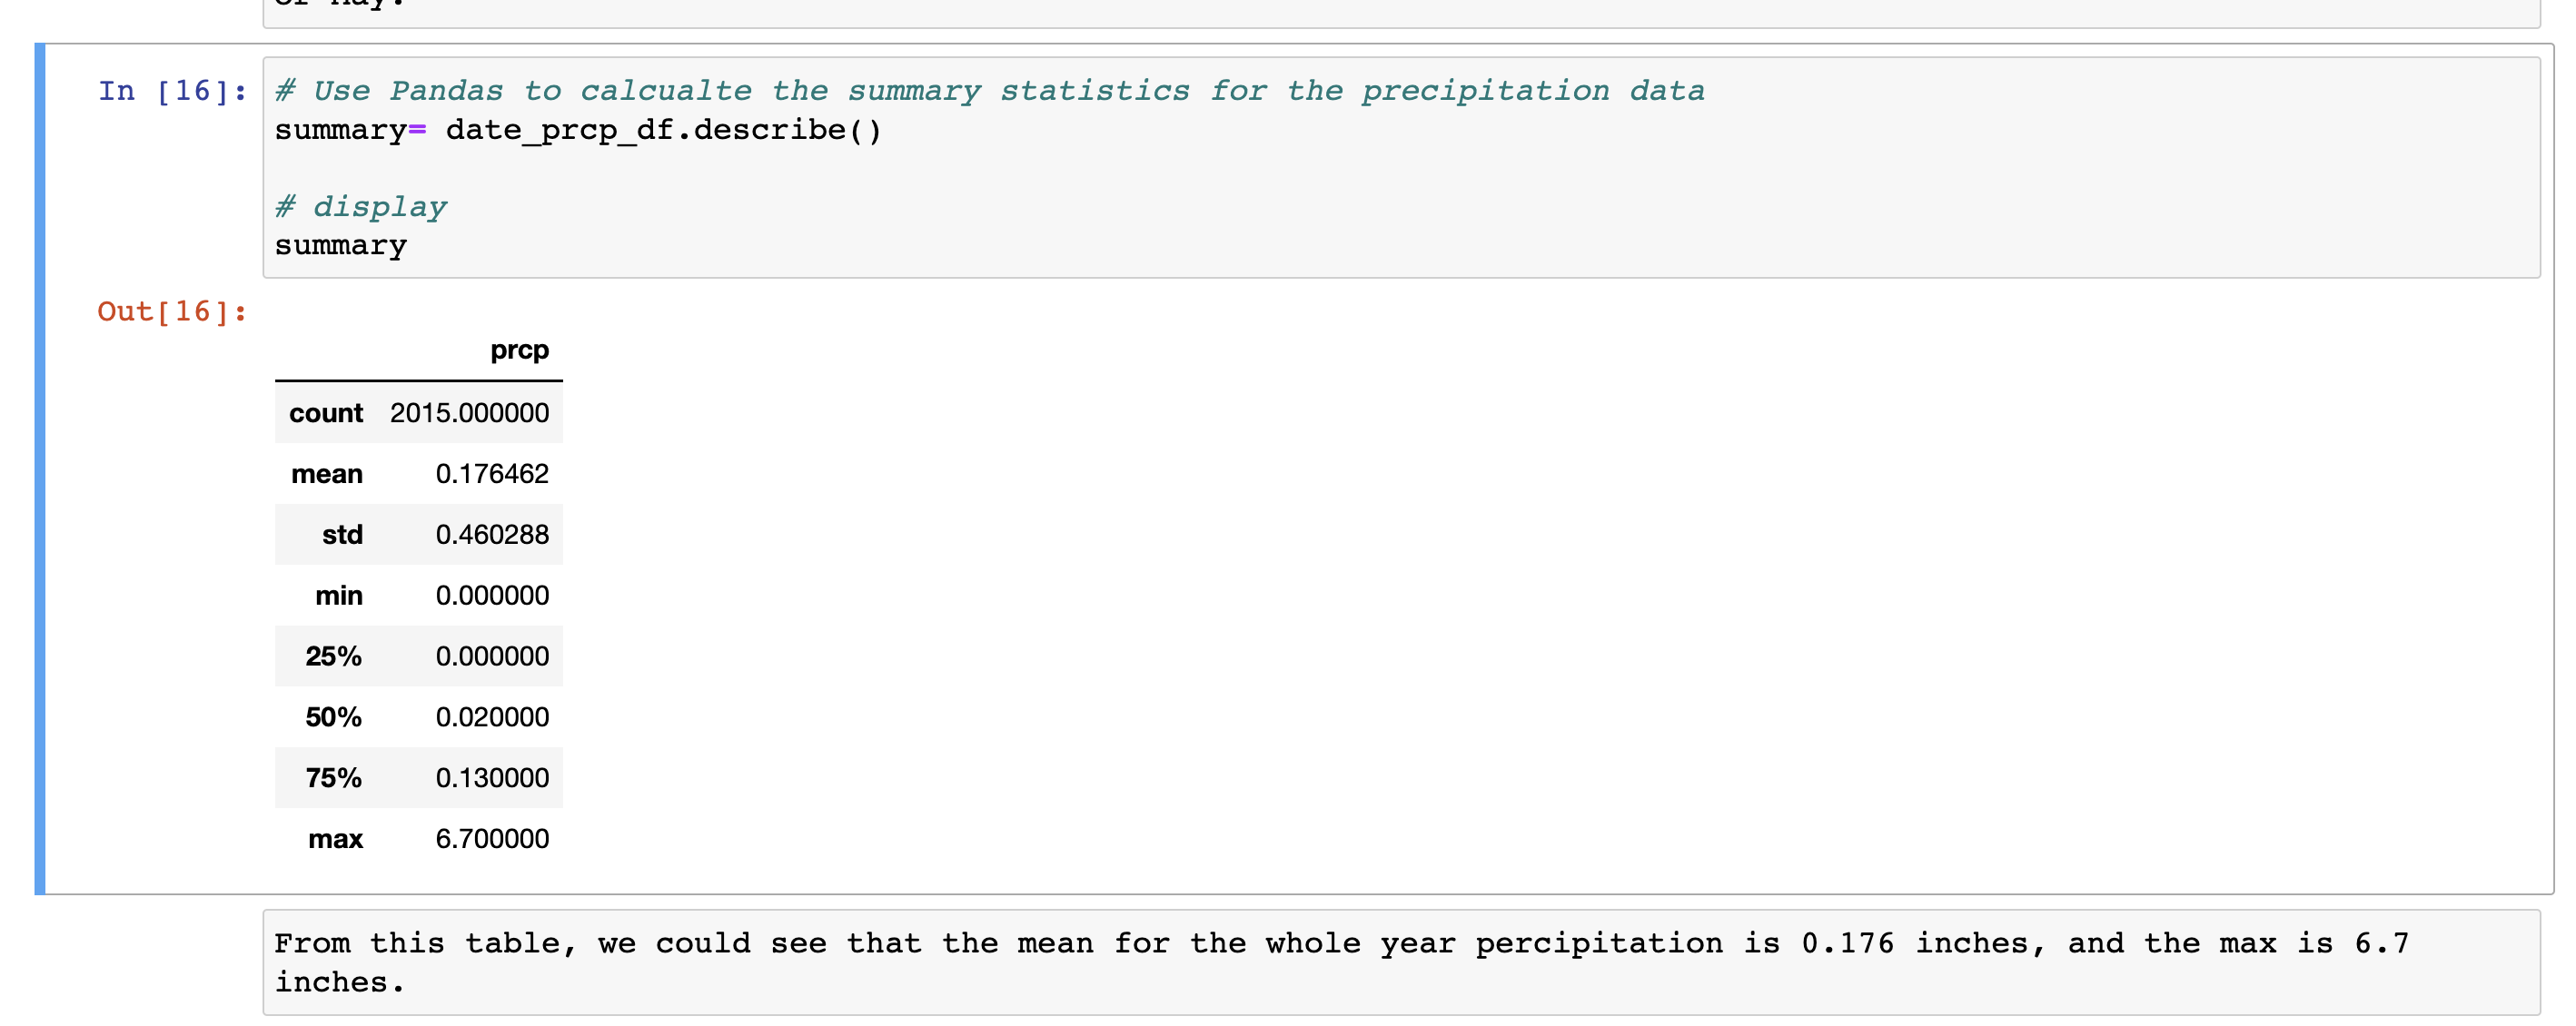 In [16]: # Use Pandas to calcualte the summary statistics for the precipitation data
summary= date_prcp_df.describe()
# display
summary
Out[16]:
prcp
count 2015.000000
mean 0.176462
std 0.460288
min 0.000000
25% 0.000000
50% 0.020000
75% 0.130000
max 6.700000
From this table, we could see that the mean for the whole year percipitation is 0.176 inches, and the max is 6.7
inches.